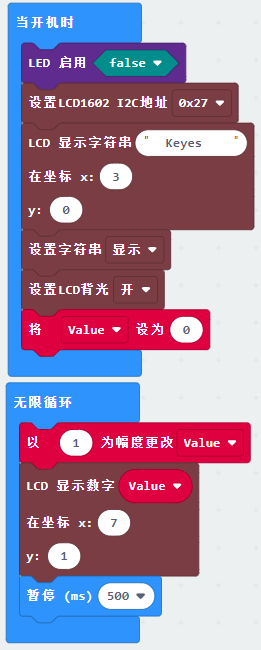 当开机时
LED 启用 false
设置LCD1602 I2C地址 0x27
LCD 显示字符串 " Keyes "
在坐标 x: 3
y: 0
设置字符串 显示
设置LCD背光 开
将 Value 设为 0
无限循环
以 1 为幅度更改 Value
LCD 显示数字 Value
在坐标 x: 7
y: 1
暂停 (ms) 500